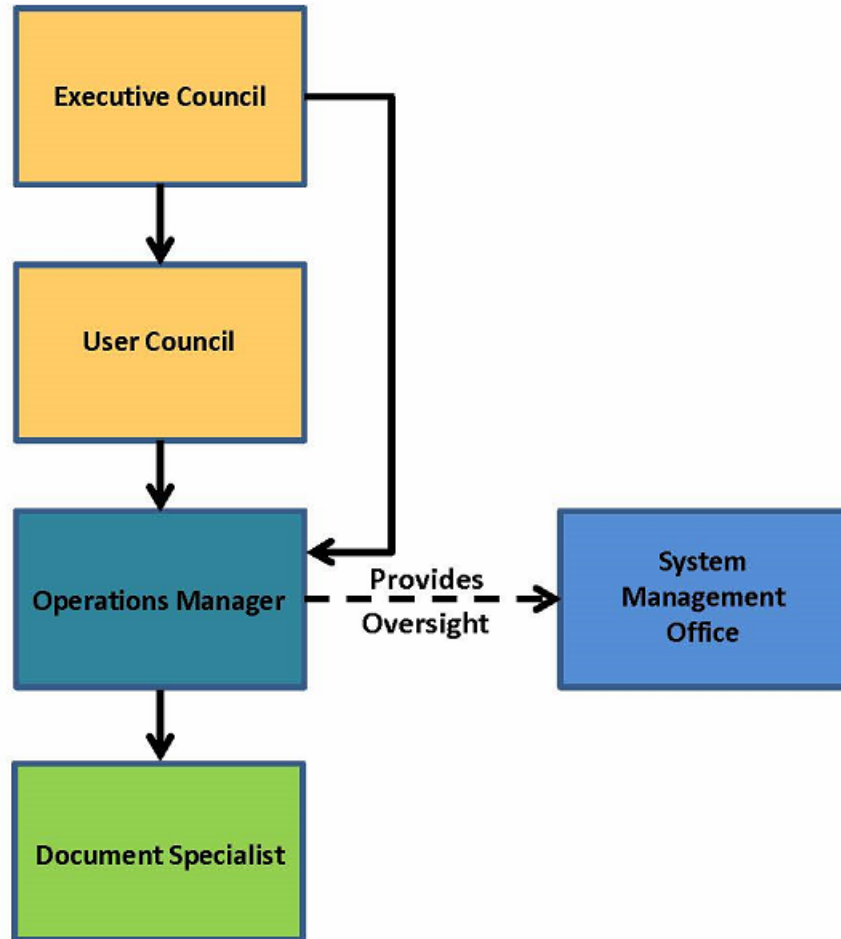 Executive Council
User Council
Operations Manager
Provides
Oversight
System
Management
Office
Document Specialist